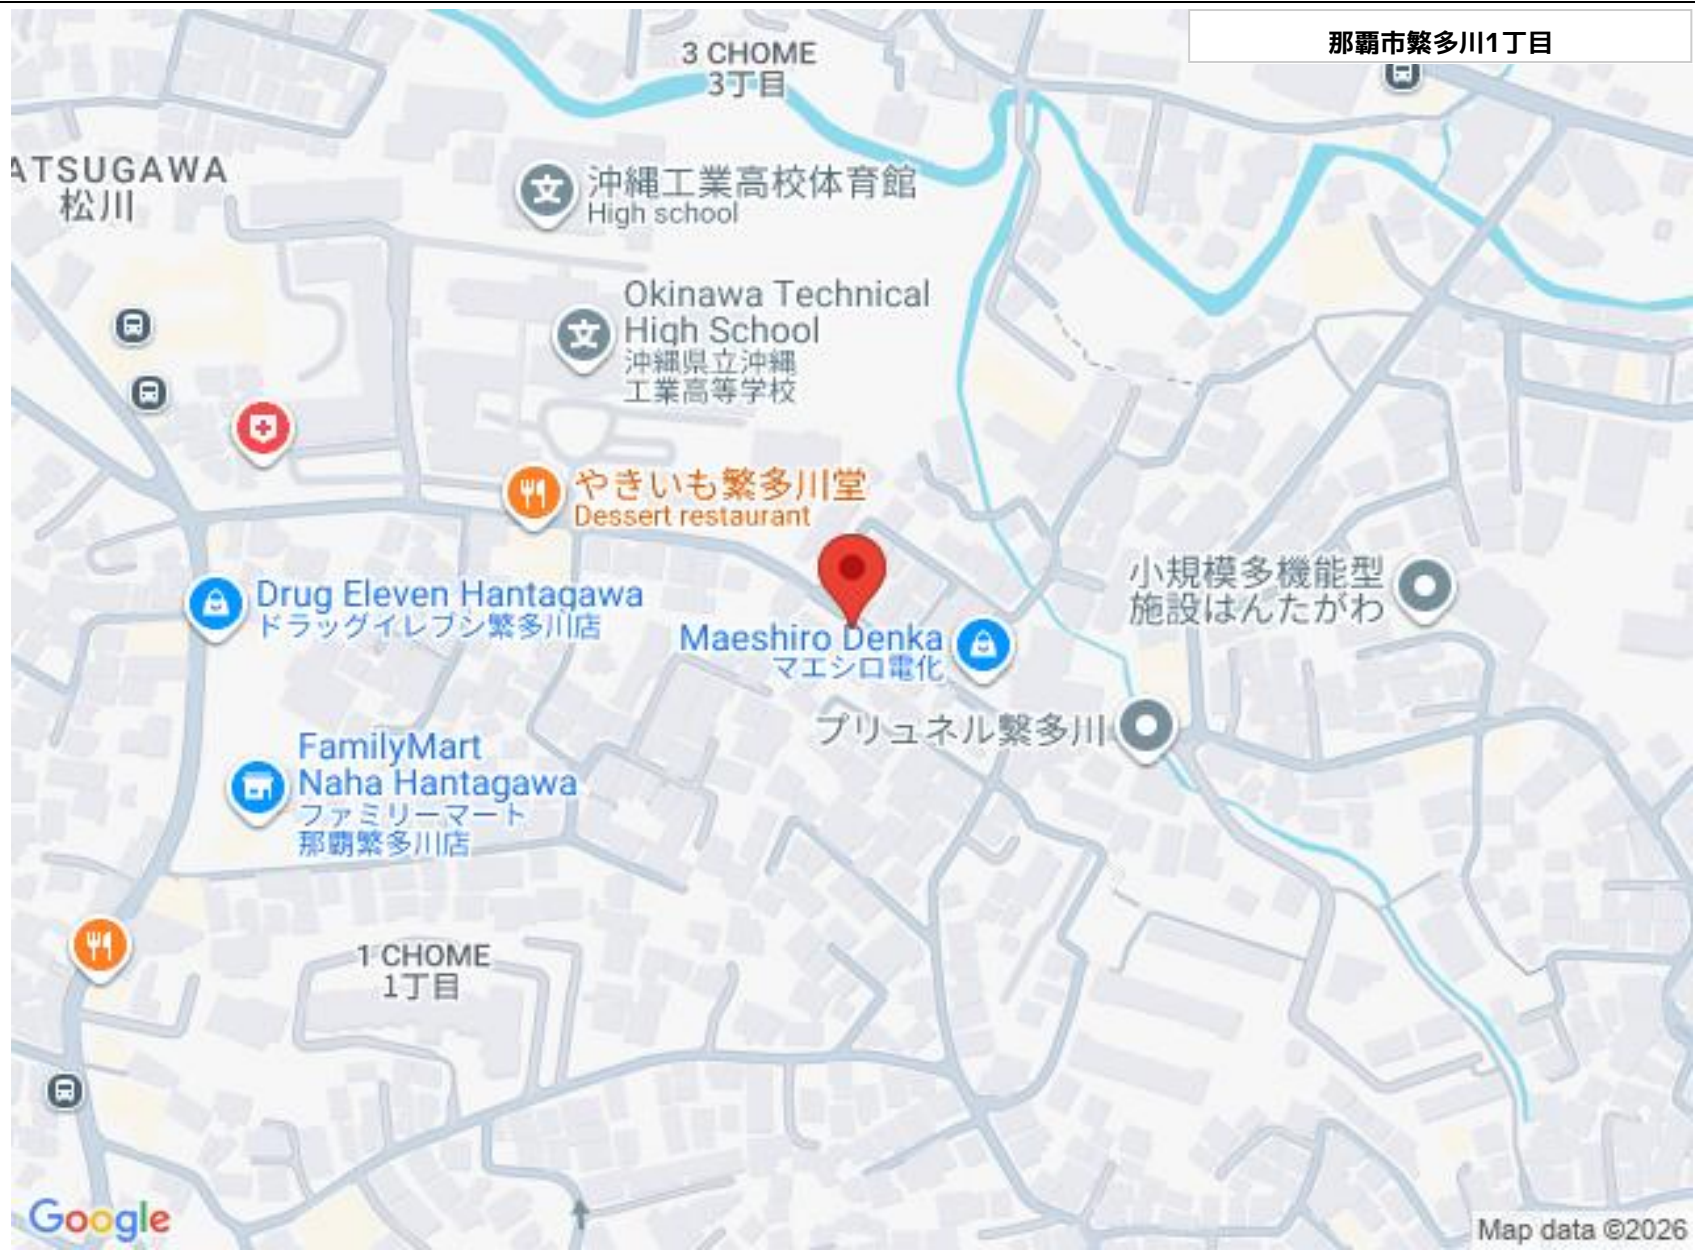 那覇市繁多川1丁目
3 CHOME
3丁目
ATSUGAWA
松川
沖縄工業高校体育館
High school
Okinawa Technical
High School
沖縄県立沖縄
工業高等学校
やきいも繁多川堂
Dessert restaurant
小規模多機能型
施設はんたがわ
Drug Eleven Hantagawa
ドラッグイレブン繁多川店
Maeshiro Denka
マエシロ電化
プリュネル繁多川
FamilyMart
Naha Hantagawa
ファミリーマート
那覇繁多川店
1 CHOME
1丁目
Google
Map data ©2026